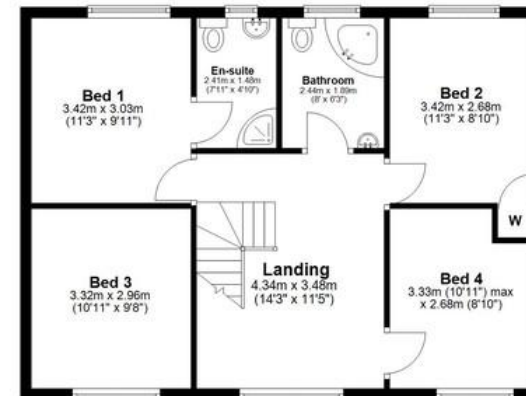 Bed 1
3.42m x 3.03m
(11'3" x 9'11")
En-suite
2.41m x 1.48m
(7'11" x 4'10")
Bathroom
2.44m x 1.89m
(8' x 6'3")
Bed 2
3.42m x 2.68m
(11'3" x 8'10")
W
Bed 3
3.32m x 2.96m
(10'11" x 9'8")
Landing
4.34m x 3.48m
(14'3" x 11'5")
Bed 4
3.33m (10'11") max
x 2.68m (8'10")